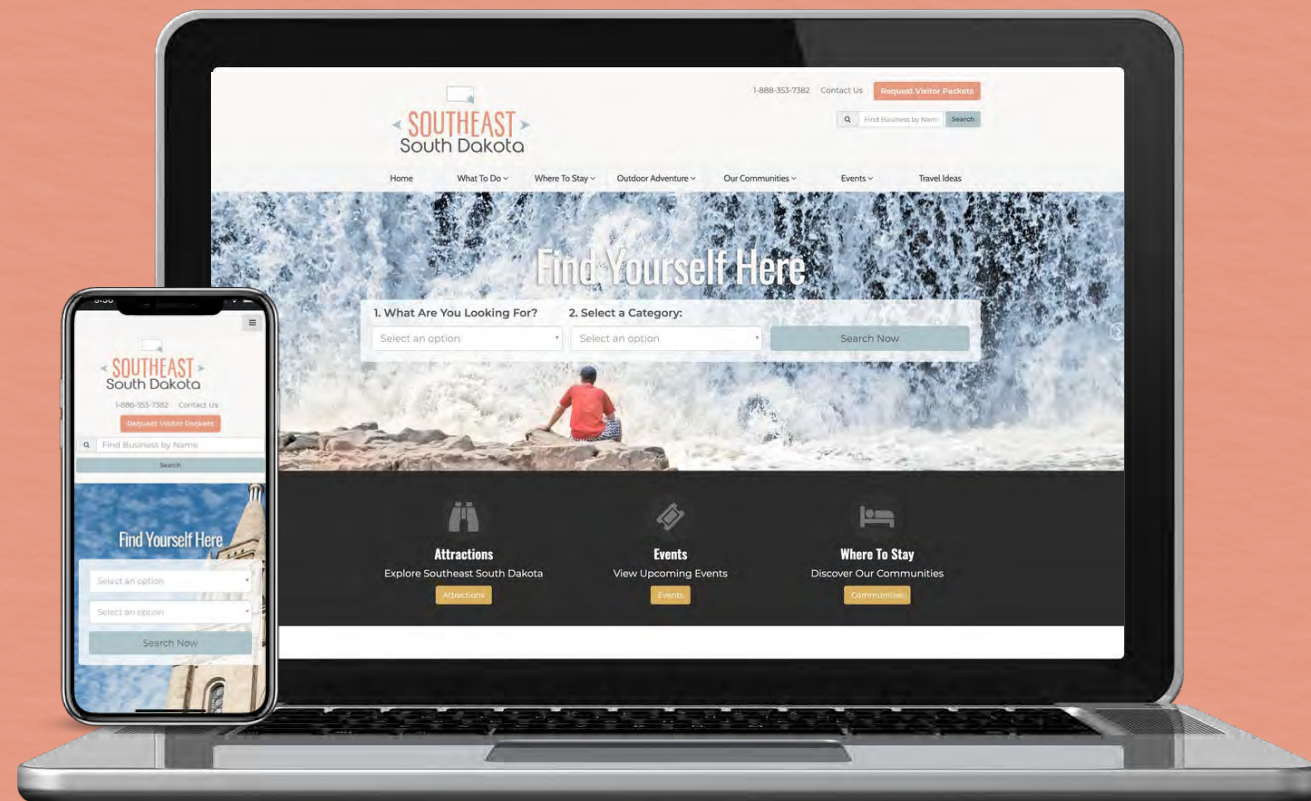 1-888-353-7382 Contact Us Request Visitor Packets
SOUTHEAST
South Dakota
Find Business by Nam Search
Home What To Do Where To Stay Outdoor Adventure Our Communities Events Travel Ideas
Find Yourself Here
1. What Are You Looking For? 2. Select a Category:
Select an option Select an option Search Now
Attractions Events Where To Stay
Explore Southeast South Dakota View Upcoming Events Discover Our Communities
Attractions Events Communities
SOUTHEAST
South Dakota
1-888-353-7382 Contact Us
Request Visitor Packets
Find Business by Name
Search
Find Yourself Here
Select an option
Select an option
Search Now